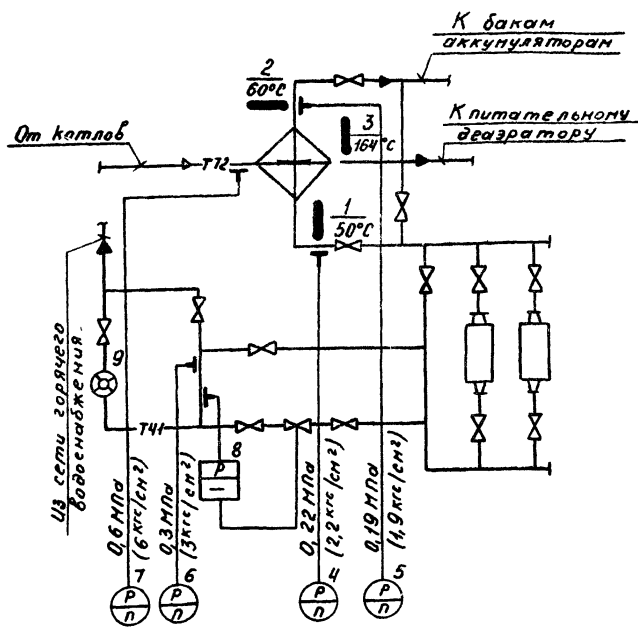 К бакам
аккумуляторам
2
60°С
К питательному
деаэратору
От котлов
3
164°С
Т72
1
50°С
9
Т41
8
Р
Из сети горячего
водоснабжения.
0,6 МПа
(6 кгс/см²)
0,3 МПа
(3 кгс/см²)
0,22 МПа
(2,2 кгс/см²)
0,19 МПа
(1,9 кгс/см²)
7
6
4
5
Р
п
Р
п
Р
п
Р
п